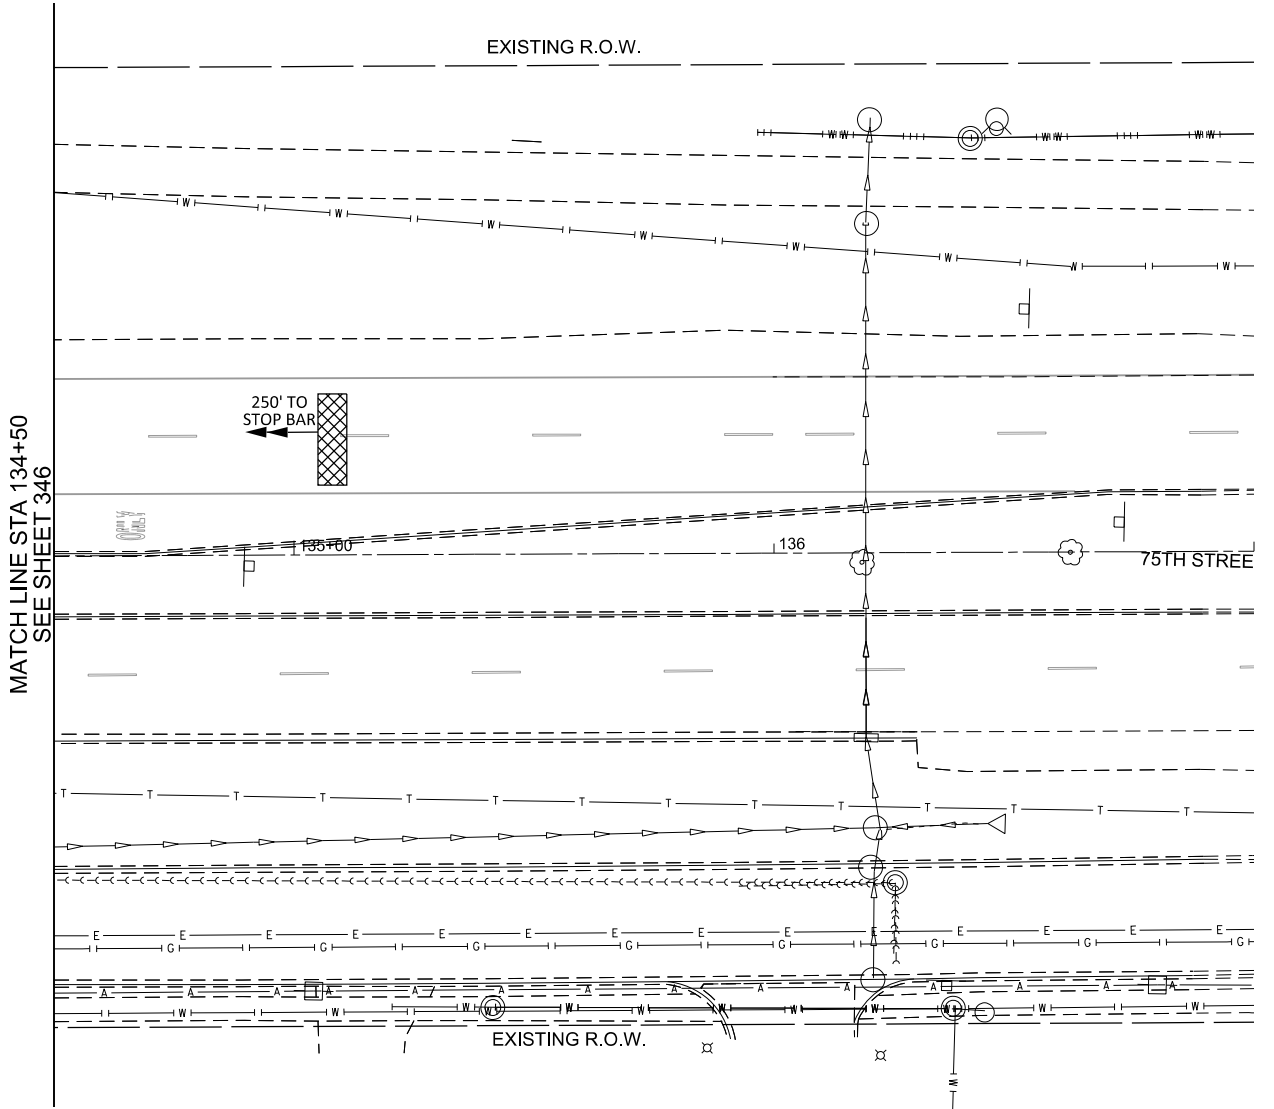 EXISTING R.O.W.
250' TO
STOP BAR
MATCH LINE STA 134+50
SEE SHEET 346
ONLY
135+00
136
75TH STREE
EXISTING R.O.W.